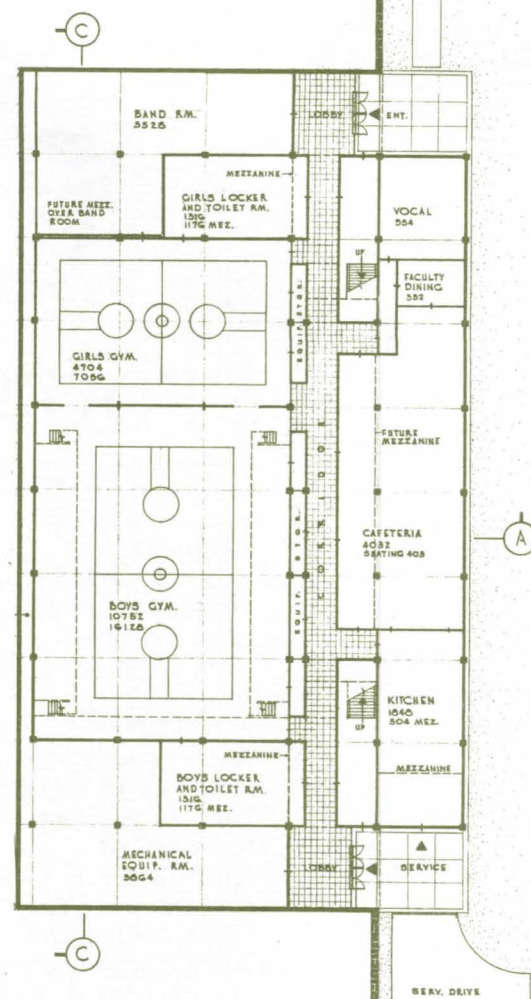 C
BAND RM.
3528
LOBBY
ENT.
MEZZANINE
GIRLS LOCKER
AND TOILET RM.
1316
1176 MEZ.
FUTURE MEZZ.
OVER BAND
ROOM
VOCAL
554
UP
FACULTY
DINING
352
EQUIP. STOR.
GIRLS GYM.
4704
7056
CORRIDOR
FUTURE
MEZZANINE
CAFETERIA
4032
SEATING 403
A
EQUIP. STOR.
BOYS GYM.
10752
16128
KITCHEN
1848
504 MEZ.
UP
MEZZANINE
MEZZANINE
BOYS LOCKER
AND TOILET RM.
1316
1176 MEZ.
MECHANICAL
EQUIP. RM.
3864
LOBBY
SERVICE
C
SERV. DRIVE